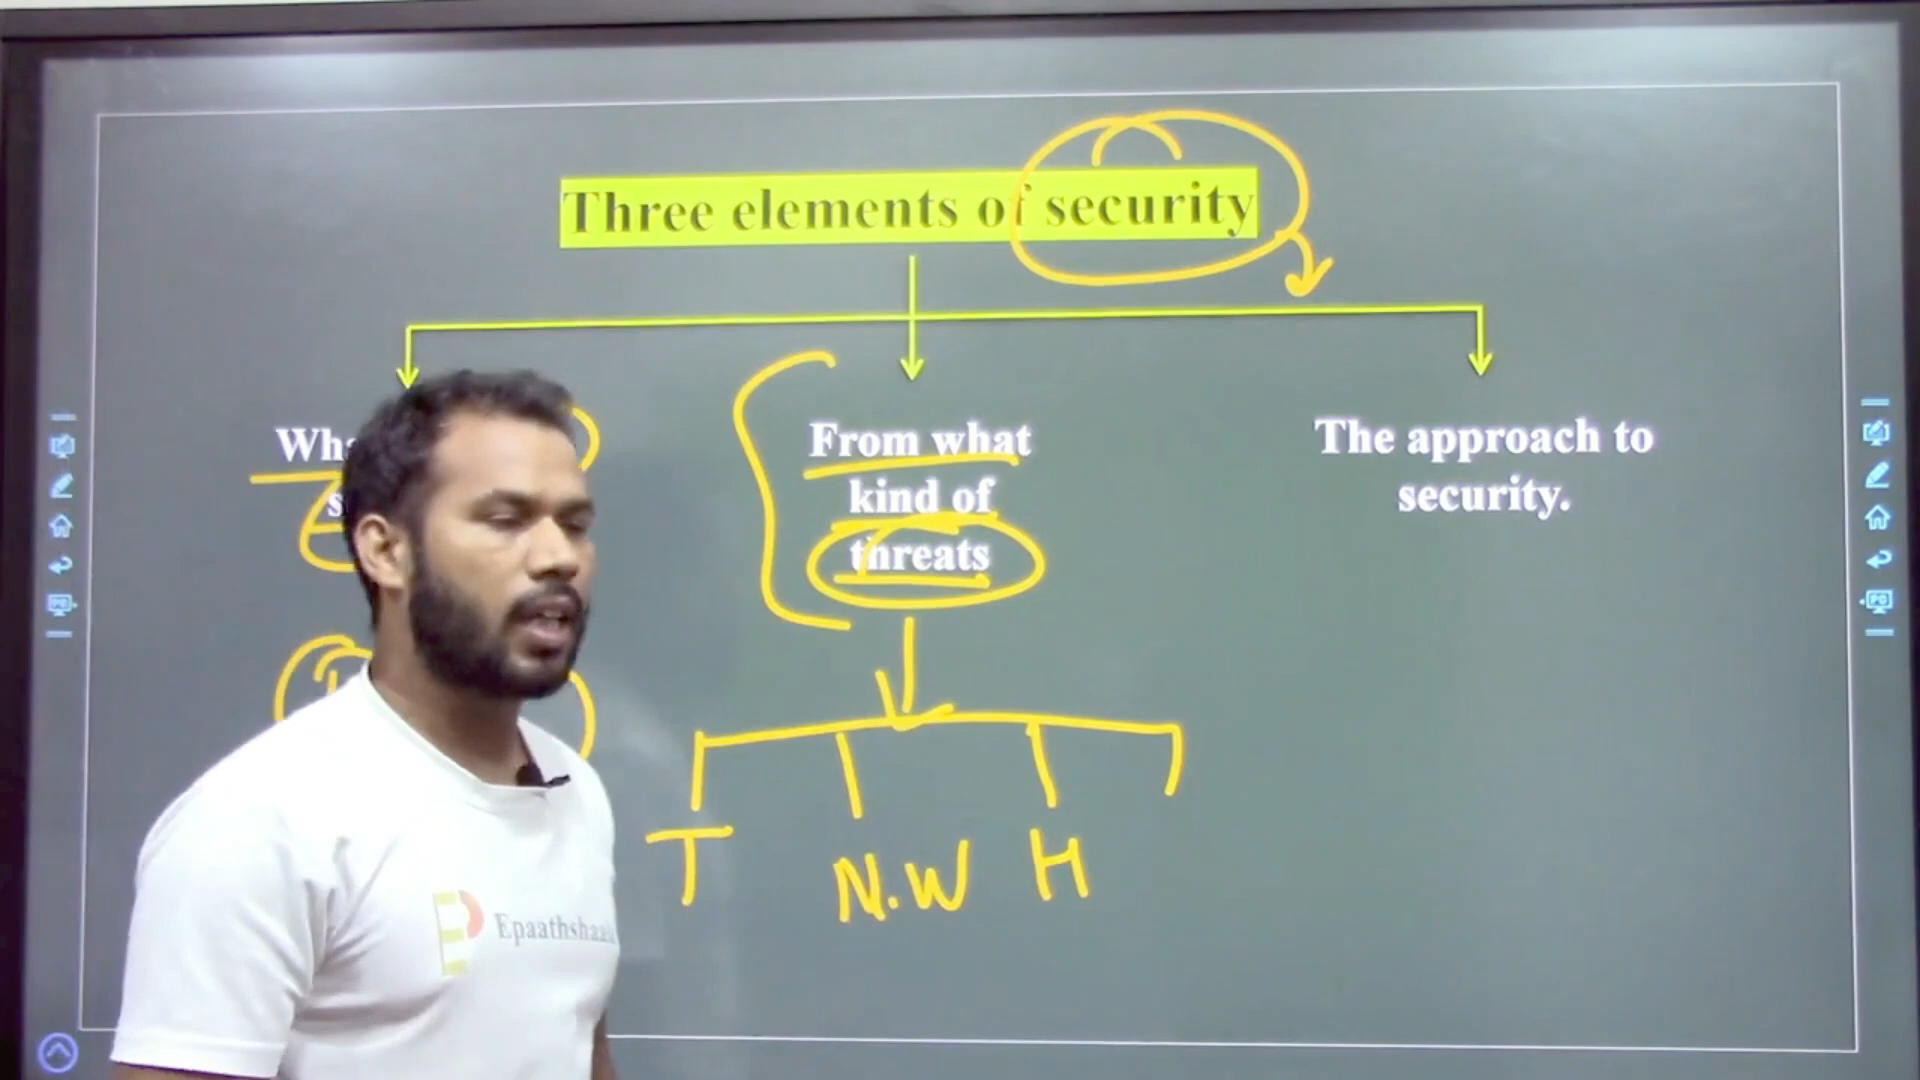 Three elements of security
From what
kind of
threats
The approach to
security.
T N.W H
Epaathshaala